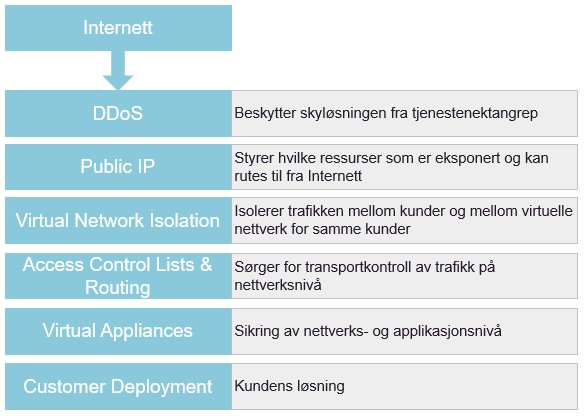 Internett
DDoS
Beskytter skyløsningen fra tjenestenektangrep
Public IP
Styrer hvilke ressurser som er eksponert og kan
rutes til fra Internett
Virtual Network Isolation
Isolerer trafikken mellom kunder og mellom virtuelle
nettverk for samme kunder
Access Control Lists &
Routing
Sørger for transportkontroll av trafikk på
nettverksnivå
Virtual Appliances
Sikring av nettverks- og applikasjonsnivå
Customer Deployment
Kundens løsning